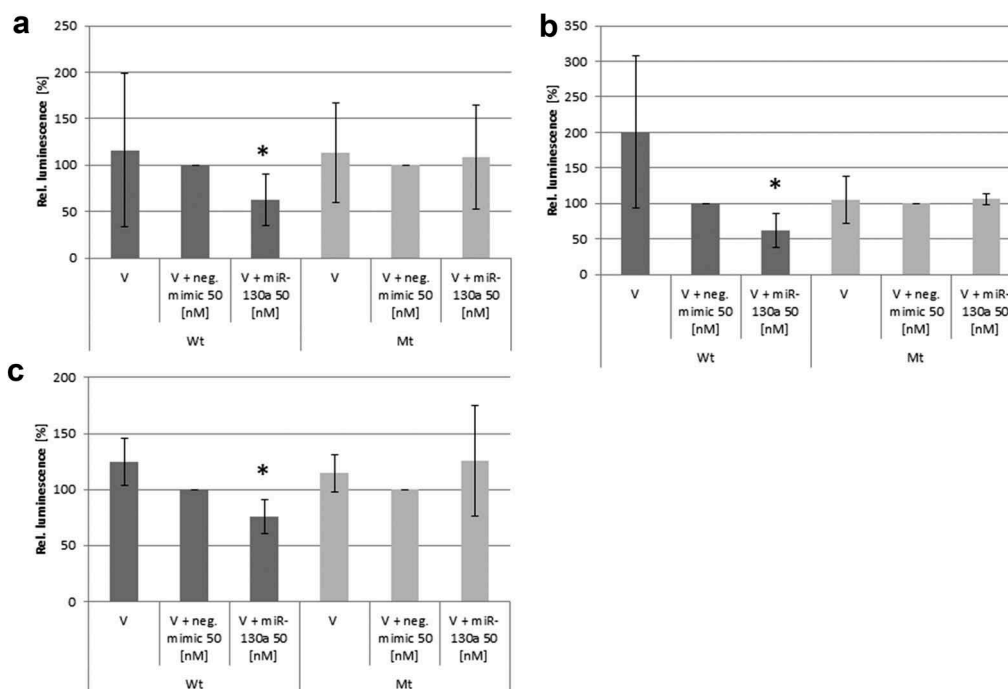 a
Rel. luminescence [%]
250
200
150
100
50
0
*
V
V + neg. mimic 50 [nM]
V + miR-130a 50 [nM]
V
V + neg. mimic 50 [nM]
V + miR-130a 50 [nM]
Wt
Mt
b
Rel. luminescence [%]
350
300
250
200
150
100
50
0
*
V
V + neg. mimic 50 [nM]
V + miR-130a 50 [nM]
V
V + neg. mimic 50 [nM]
V + miR-130a 50 [nM]
Wt
Mt
c
Rel. luminescence [%]
200
150
100
50
0
*
V
V + neg. mimic 50 [nM]
V + miR-130a 50 [nM]
V
V + neg. mimic 50 [nM]
V + miR-130a 50 [nM]
Wt
Mt